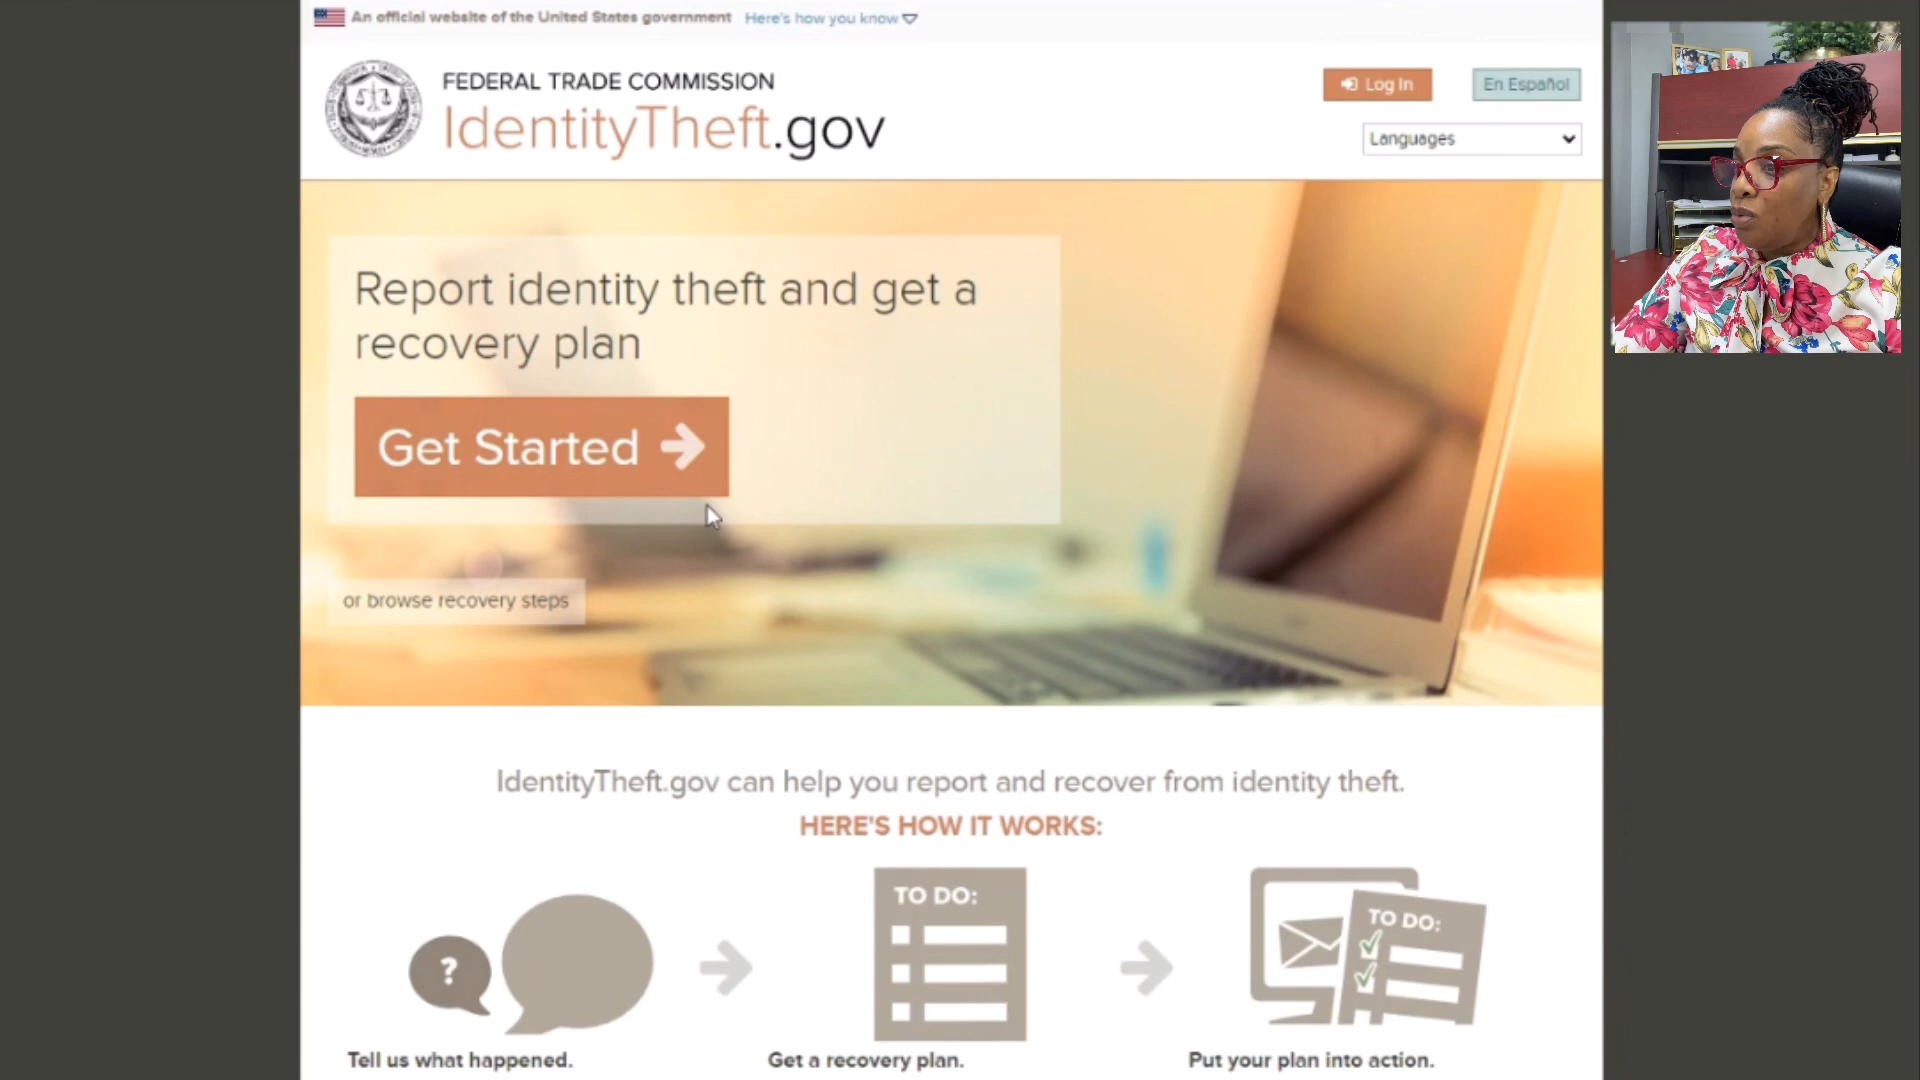 An official website of the United States government Here's how you know
FEDERAL TRADE COMMISSION
IdentityTheft.gov
Log In
En Español
Languages
Report identity theft and get a
recovery plan
Get Started
or browse recovery steps
IdentityTheft.gov can help you report and recover from identity theft.
HERE'S HOW IT WORKS:
?
TO DO:
TO DO:
Tell us what happened.
Get a recovery plan.
Put your plan into action.